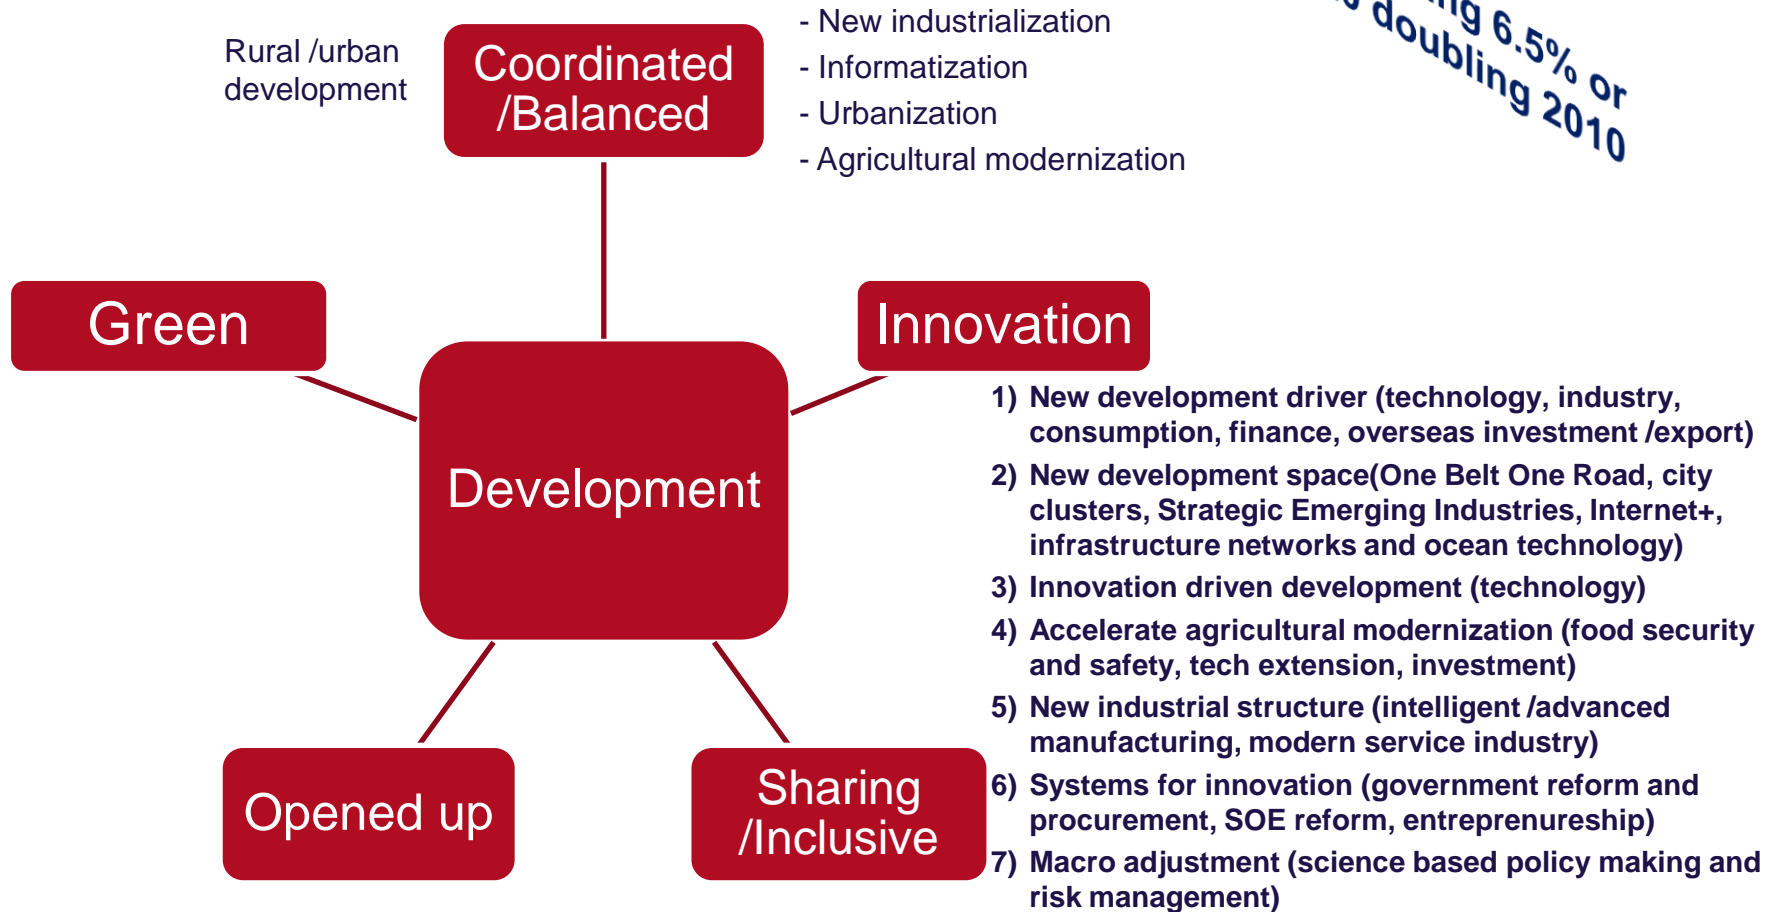 6.5% or
doubling 2010
Rural /urban
development
Coordinated
/Balanced
- New industrialization
- Informatization
- Urbanization
- Agricultural modernization
Green
Innovation
Development
1) New development driver (technology, industry,
consumption, finance, overseas investment /export)
2) New development space(One Belt One Road, city
clusters, Strategic Emerging Industries, Internet+,
infrastructure networks and ocean technology)
3) Innovation driven development (technology)
4) Accelerate agricultural modernization (food security
and safety, tech extension, investment)
5) New industrial structure (intelligent /advanced
manufacturing, modern service industry)
6) Systems for innovation (government reform and
procurement, SOE reform, entreprenureship)
7) Macro adjustment (science based policy making and
risk management)
Opened up
Sharing
/Inclusive